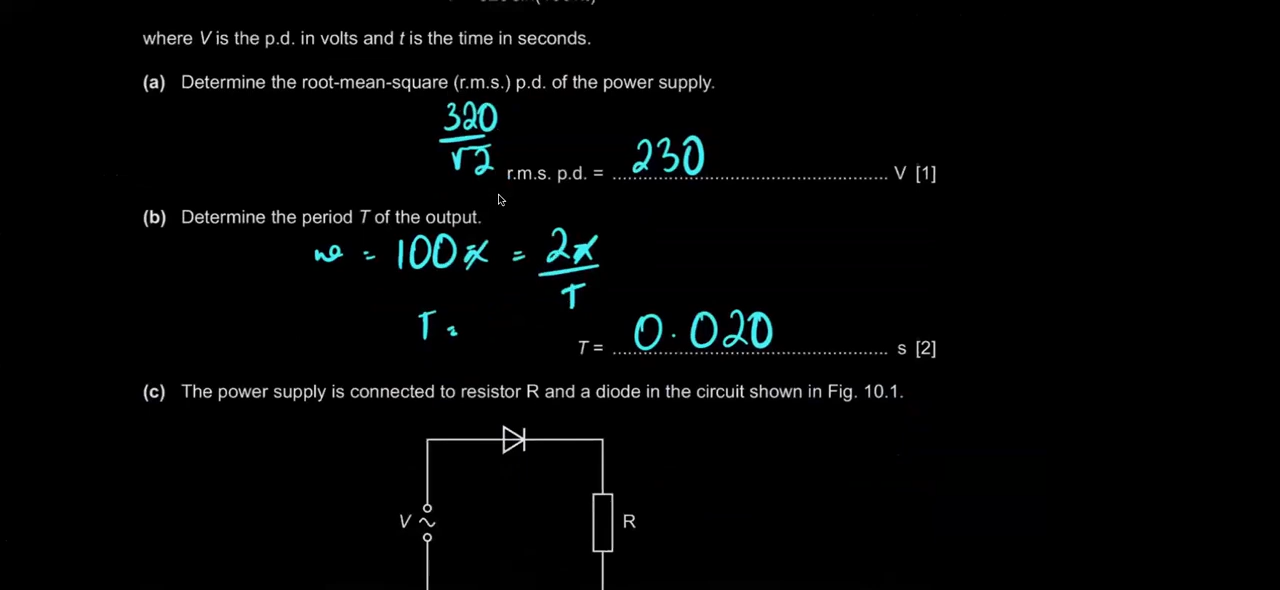 where V is the p.d. in volts and t is the time in seconds.
(a) Determine the root-mean-square (r.m.s.) p.d. of the power supply.
320
√2
r.m.s. p.d. = 230 V [1]
(b) Determine the period T of the output.
= 100π = 2π
T
T =
T = 0.020 s [2]
(c) The power supply is connected to resistor R and a diode in the circuit shown in Fig. 10.1.
V ~
R